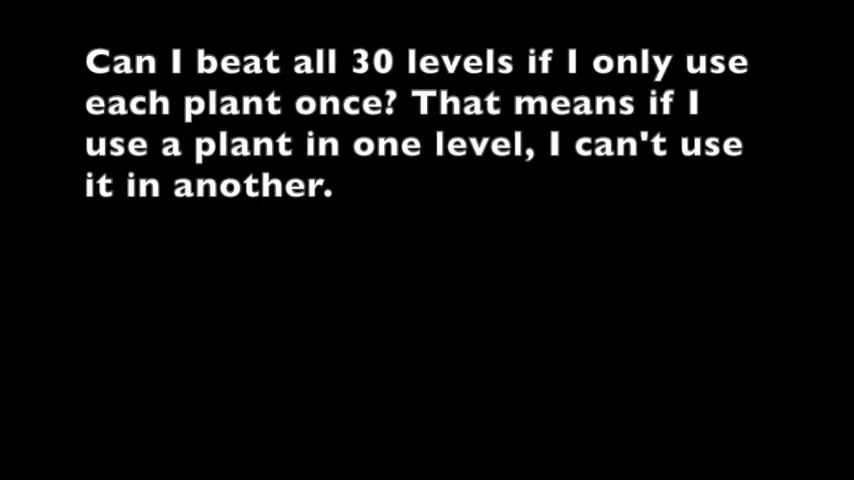 Can I beat all 30 levels if I only use
each plant once? That means if I
use a plant in one level, I can't use
it in another.